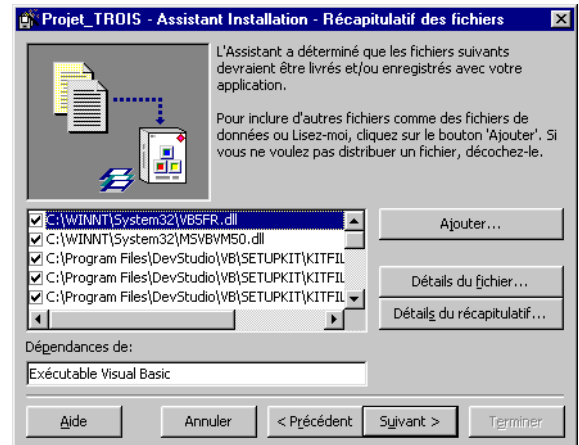 Projet_TROIS - Assistant Installation - Récapitulatif des fichiers
L'Assistant a déterminé que les fichiers suivants
devraient être livrés et/ou enregistrés avec votre
application.
Pour inclure d'autres fichiers comme des fichiers de
données ou Lisez-moi, cliquez sur le bouton 'Ajouter'. Si
vous ne voulez pas distribuer un fichier, décochez-le.
C:\WINNT\System32\VB5FR.dll
C:\WINNT\System32\MSVBVM50.dll
C:\Program Files\DevStudio\VB\SETUPKIT\KITFIL
C:\Program Files\DevStudio\VB\SETUPKIT\KITFIL
C:\Program Files\DevStudio\VB\SETUPKIT\KITFIL
Ajouter...
Détails du fichier...
Détails du récapitulatif...
Dépendances de:
Exécutable Visual Basic
Aide
Annuler
< Précédent
Suivant >
Terminer